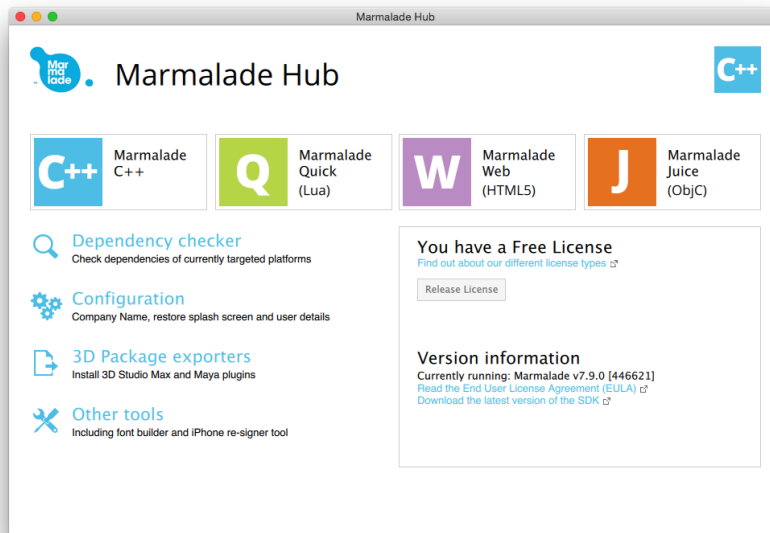 Marmalade Hub
Mar
ma
lade
Marmalade Hub
C++
C++
Marmalade
C++
Q
Marmalade
Quick
(Lua)
W
Marmalade
Web
(HTML5)
J
Marmalade
Juice
(ObjC)
Dependency checker
Check dependencies of currently targeted platforms
Configuration
Company Name, restore splash screen and user details
3D Package exporters
Install 3D Studio Max and Maya plugins
Other tools
Including font builder and iPhone re-signer tool
You have a Free License
Find out about our different license types
Release License
Version information
Currently running: Marmalade v7.9.0 [446621]
Read the End User License Agreement (EULA)
Download the latest version of the SDK